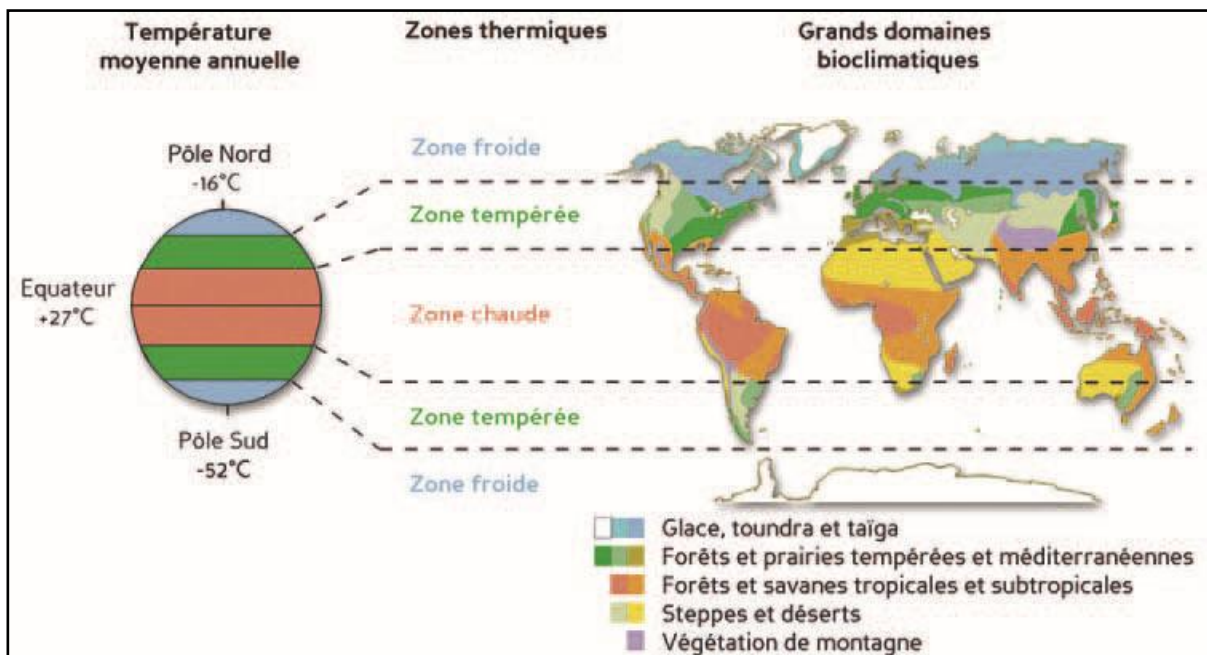 Température
moyenne annuelle
Zones thermiques
Grands domaines
bioclimatiques
Pôle Nord
-16°C
Equateur
+27°C
Pôle Sud
-52°C
Zone froide
Zone tempérée
Zone chaude
Zone tempérée
Zone froide
Glace, toundra et taïga
Forêts et prairies tempérées et méditerranéennes
Forêts et savanes tropicales et subtropicales
Steppes et déserts
Végétation de montagne